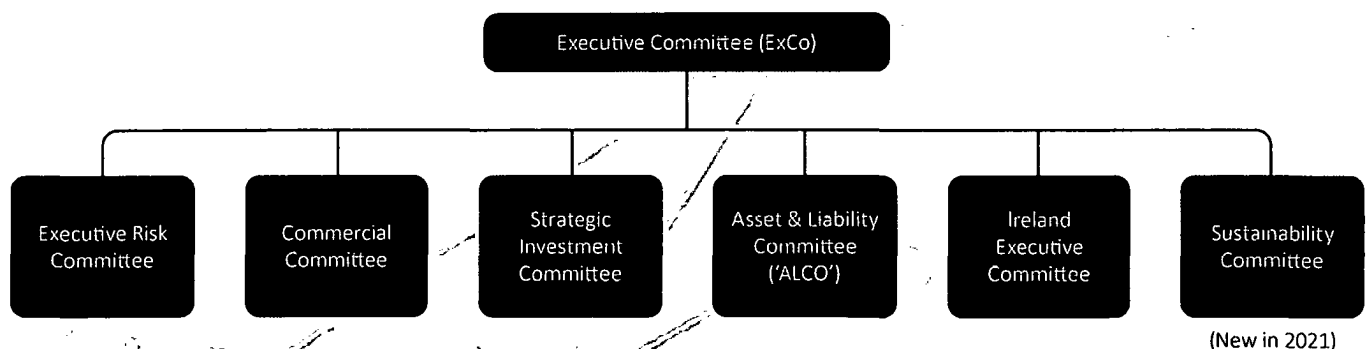 Executive Committee (ExCo)
Executive Risk
Committee
Commercial
Committee
Strategic
Investment
Committee
Asset & Liability
Committee
('ALCO')
Ireland
Executive
Committee
Sustainability
Committee
(New in 2021)